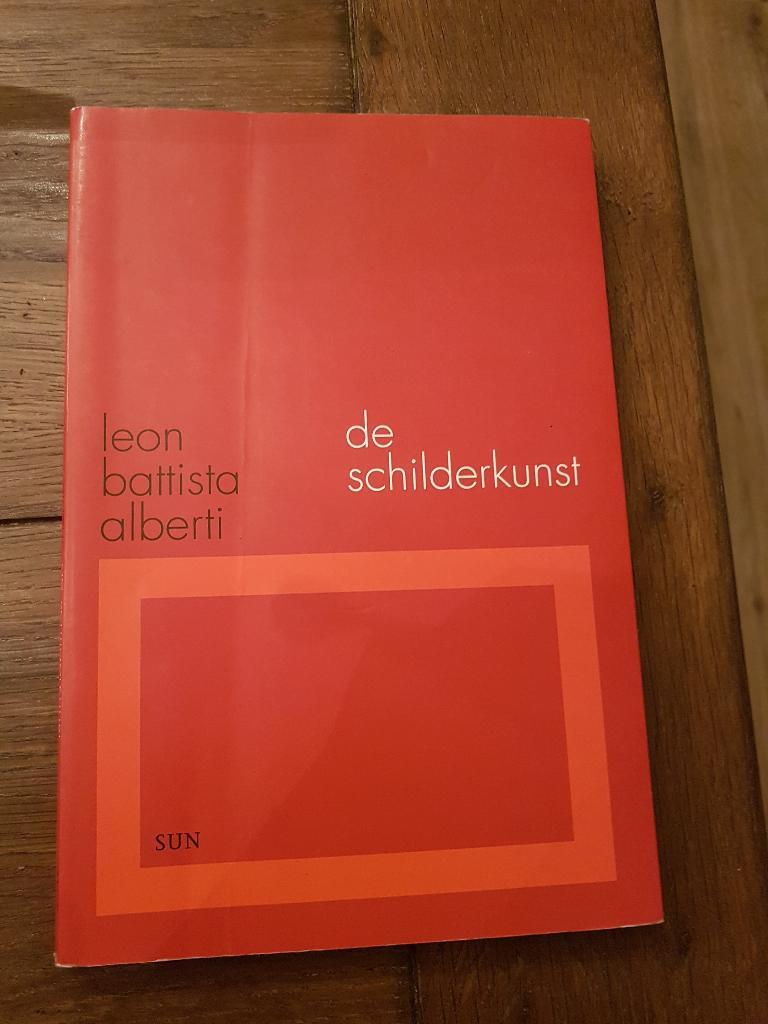 leon
battista
alberti
de
schilderkunst
SUN